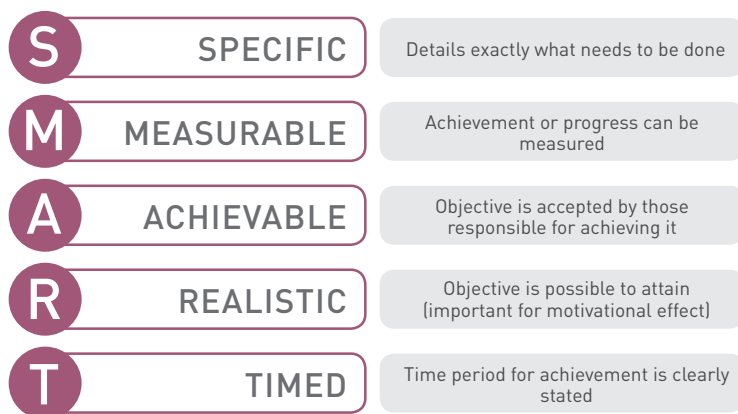 S SPECIFIC Details exactly what needs to be done
M MEASURABLE Achievement or progress can be
measured
A ACHIEVABLE Objective is accepted by those
responsible for achieving it
R REALISTIC Objective is possible to attain
(important for motivational effect)
T TIMED Time period for achievement is clearly
stated